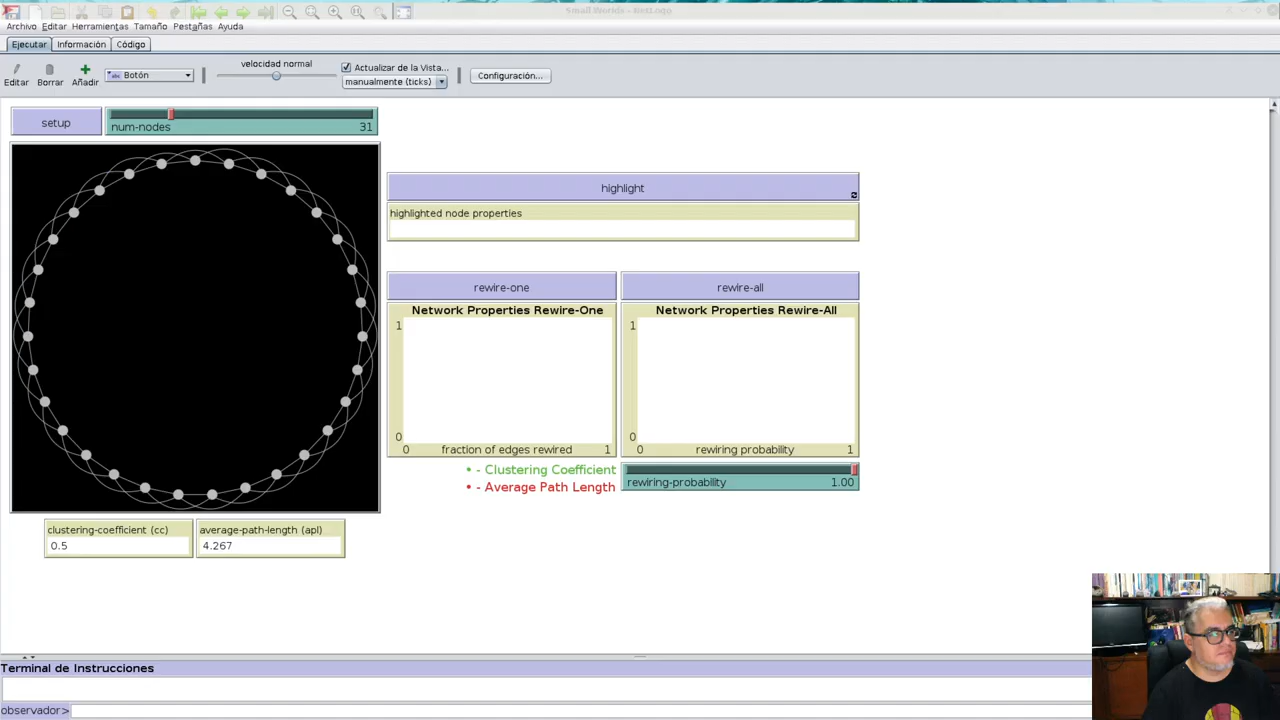 Small Worlds - NetLogo
Archivo Editar Herramientas Tamaño Pestañas Ayuda
Ejecutar Información Código
velocidad normal
Actualizar de la Vista...
Editar Borrar Añadir
abc Botón
manualmente (ticks)
Configuración...
setup
num-nodes 31
highlight
highlighted node properties
rewire-one
rewire-all
Network Properties Rewire-One
1
0
0 fraction of edges rewired 1
Network Properties Rewire-All
1
0
0 rewiring probability 1
• - Clustering Coefficient
• - Average Path Length
rewiring-probability 1.00
clustering-coefficient (cc)
0.5
average-path-length (apl)
4.267
Terminal de Instrucciones
observador>